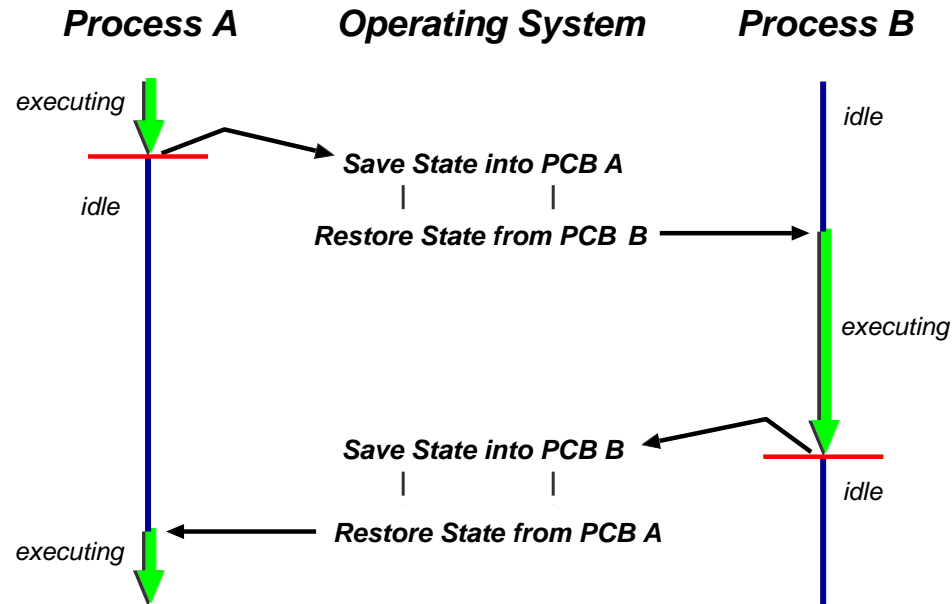 Process A
Operating System
Process B
executing
idle
Save State into PCB A
idle
Restore State from PCB B
executing
Save State into PCB B
idle
Restore State from PCB A
executing